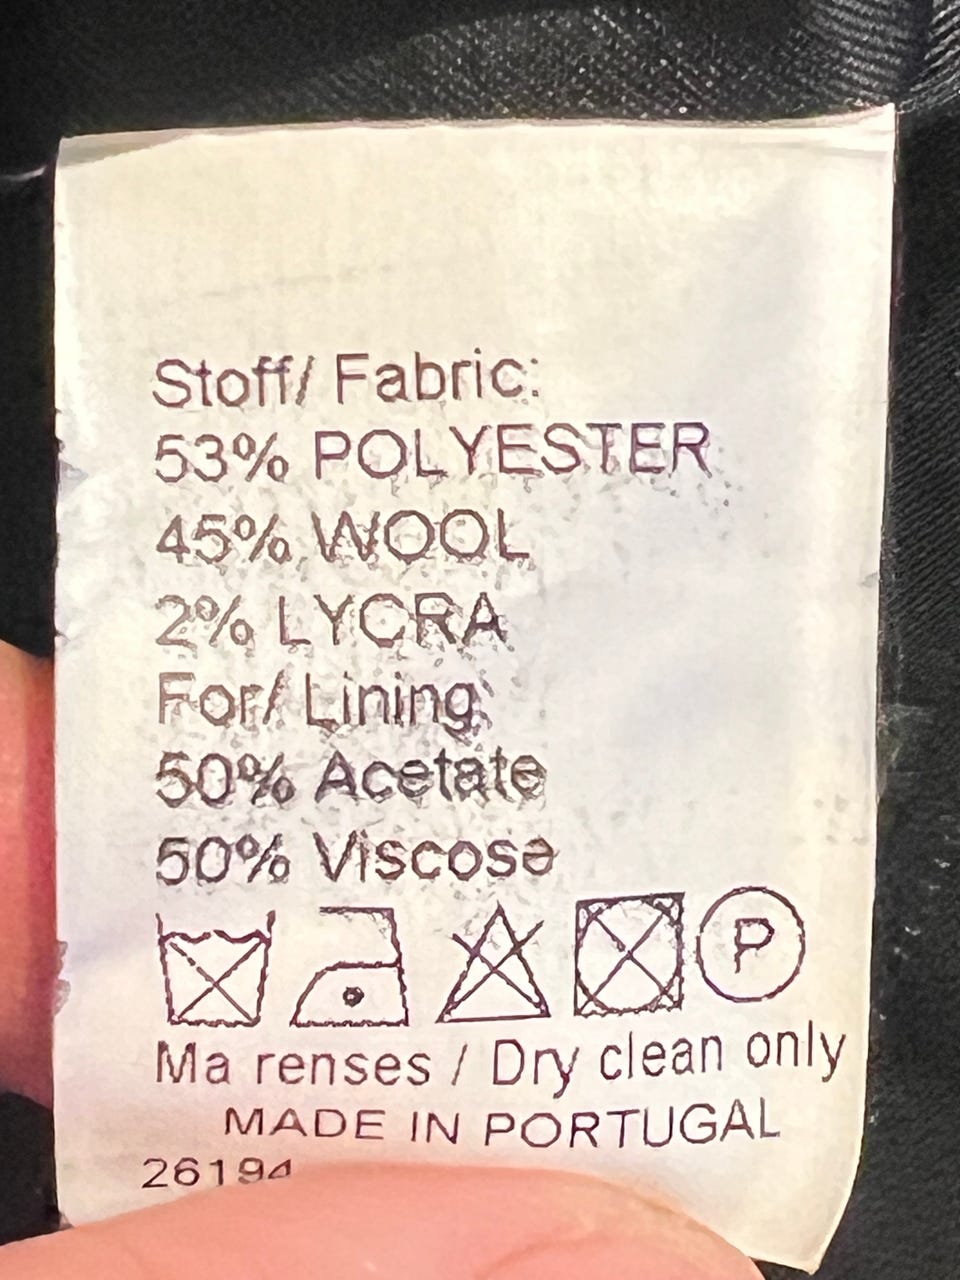 Stoff/ Fabric:
53% POLYESTER
45% WOOL
2% LYCRA
For/ Lining:
50% Acetate
50% Viscose
P
Ma renses / Dry clean only
MADE IN PORTUGAL
26194